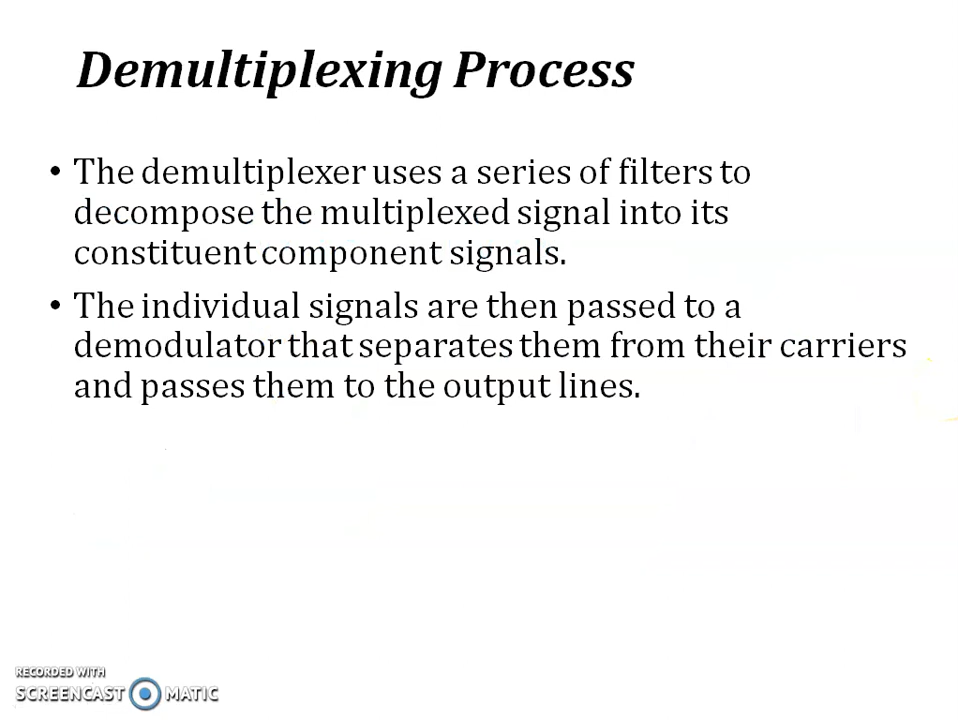 Demultiplexing Process
• The demultiplexer uses a series of filters to
decompose the multiplexed signal into its
constituent component signals.
• The individual signals are then passed to a
demodulator that separates them from their carriers
and passes them to the output lines.
RECORDED WITH
SCREENCAST MATIC